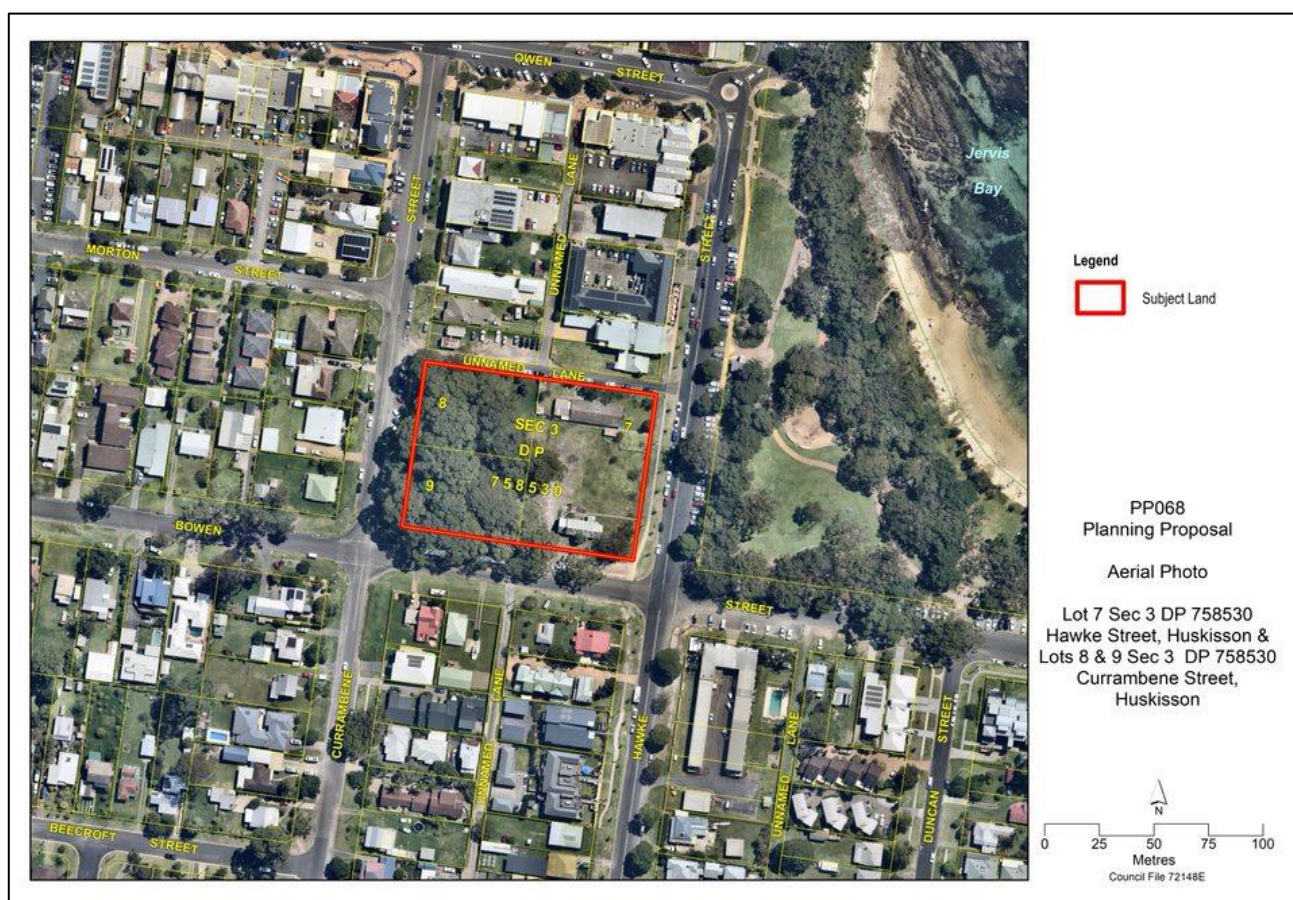 OWEN
STREET
Jervis
Bay
LANE
STREET
STREET
UNNAMED
MORTON
STREET
UNNAMED
LANE
8
SEC 3
7
D P
9
7 5 8 5 3 0
BOWEN
STREET
CURRAMBENE
LANE
UNNAMED
HAWKE
LANE
UNNAMED
STREET
DUNCAN
BEECROFT
STREET
Legend
Subject Land
PP068
Planning Proposal
Aerial Photo
Lot 7 Sec 3 DP 758530
Hawke Street, Huskisson &
Lots 8 & 9 Sec 3 DP 758530
Currambene Street,
Huskisson
N
0 25 50 75 100
Metres
Council File 72148E